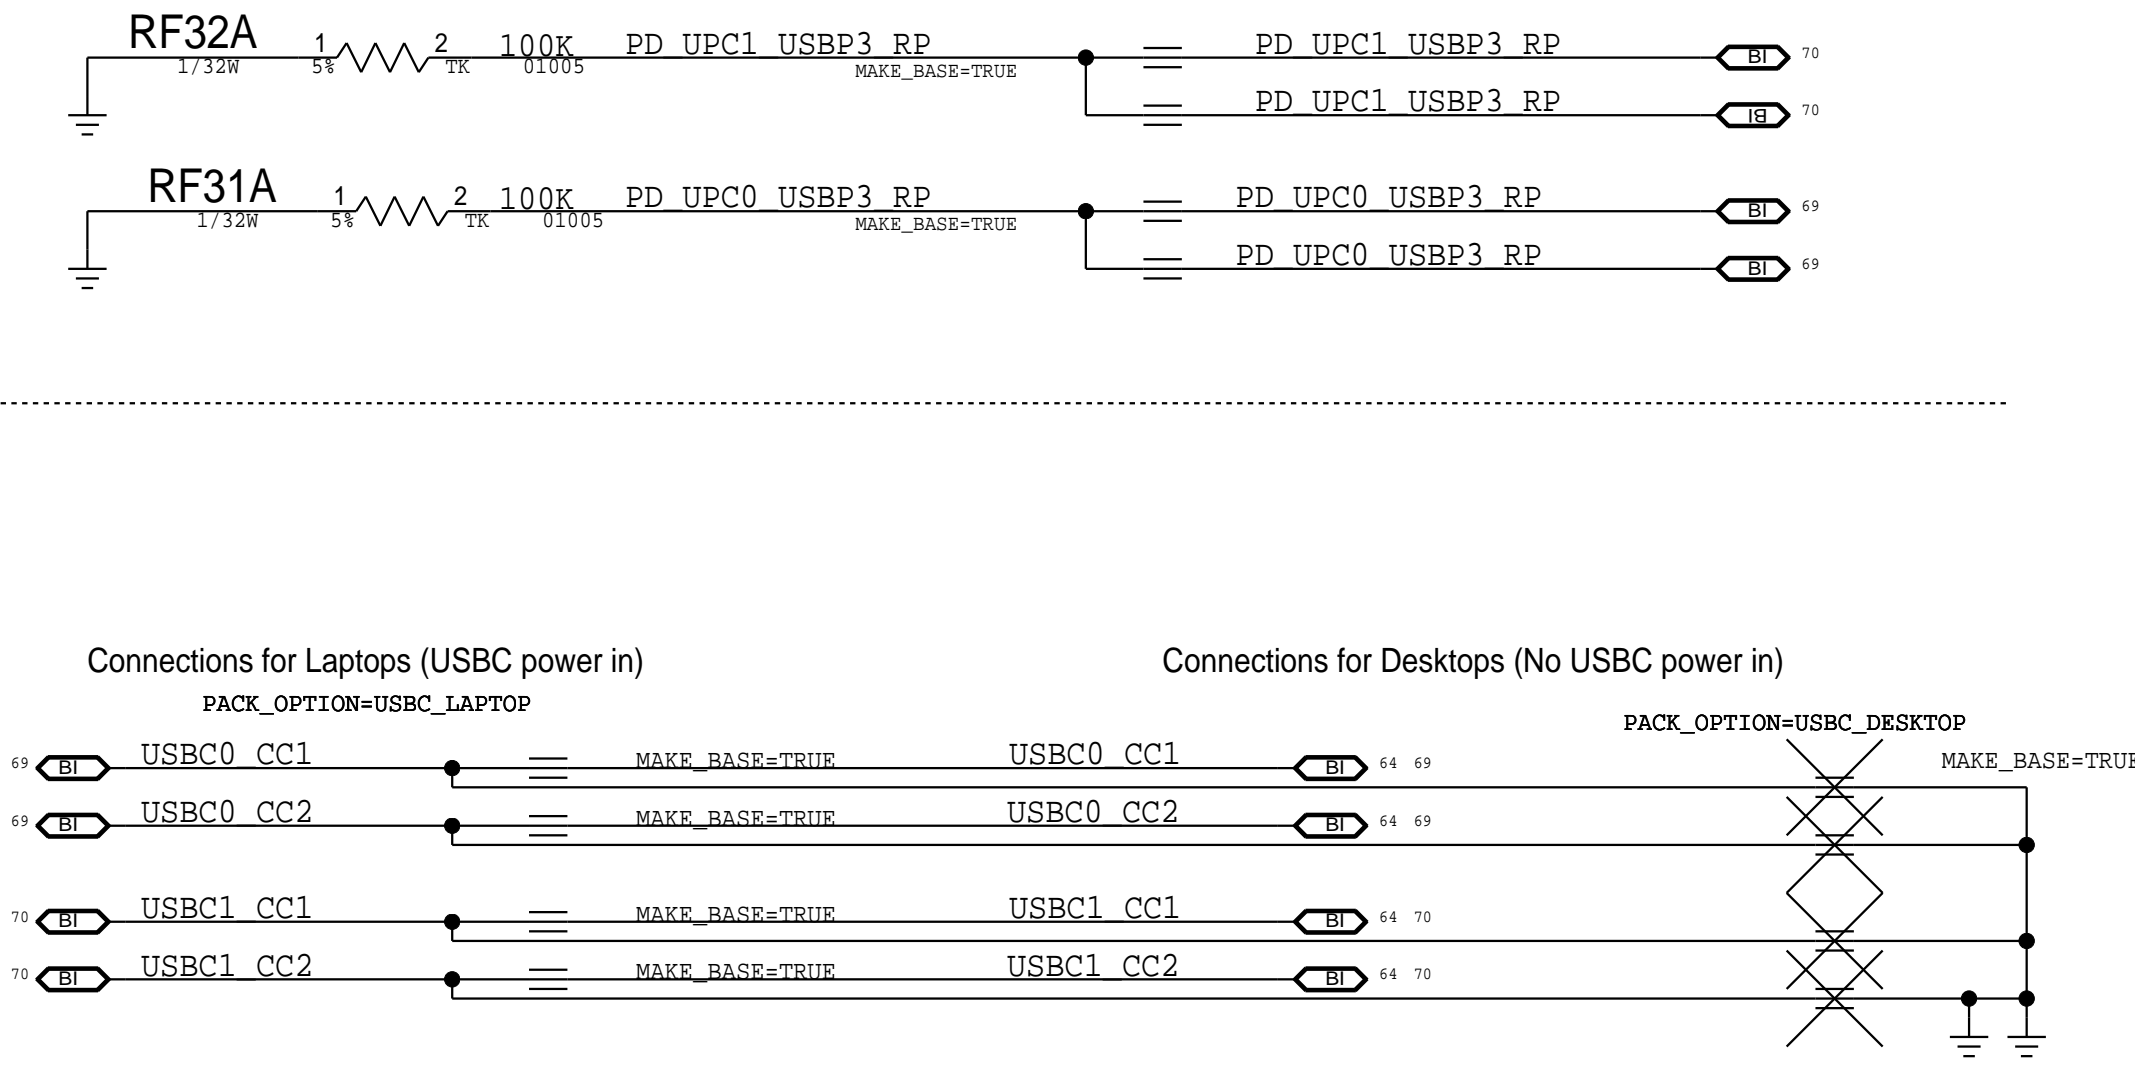 RF32A 1 2 100K PD_UPC1_USBP3_RP PD_UPC1_USBP3_RP BI 70
1/32W 5% TK 01005 MAKE_BASE=TRUE
PD_UPC1_USBP3_RP BI 70
RF31A 1 2 100K PD_UPC0_USBP3_RP PD_UPC0_USBP3_RP BI 69
1/32W 5% TK 01005 MAKE_BASE=TRUE
PD_UPC0_USBP3_RP BI 69
Connections for Laptops (USBC power in) Connections for Desktops (No USBC power in)
PACK_OPTION=USBC_LAPTOP
PACK_OPTION=USBC_DESKTOP
69 BI USBC0_CC1 MAKE_BASE=TRUE USBC0_CC1 BI 64 69 MAKE_BASE=TRUE
69 BI USBC0_CC2 MAKE_BASE=TRUE USBC0_CC2 BI 64 69
70 BI USBC1_CC1 MAKE_BASE=TRUE USBC1_CC1 BI 64 70
70 BI USBC1_CC2 MAKE_BASE=TRUE USBC1_CC2 BI 64 70